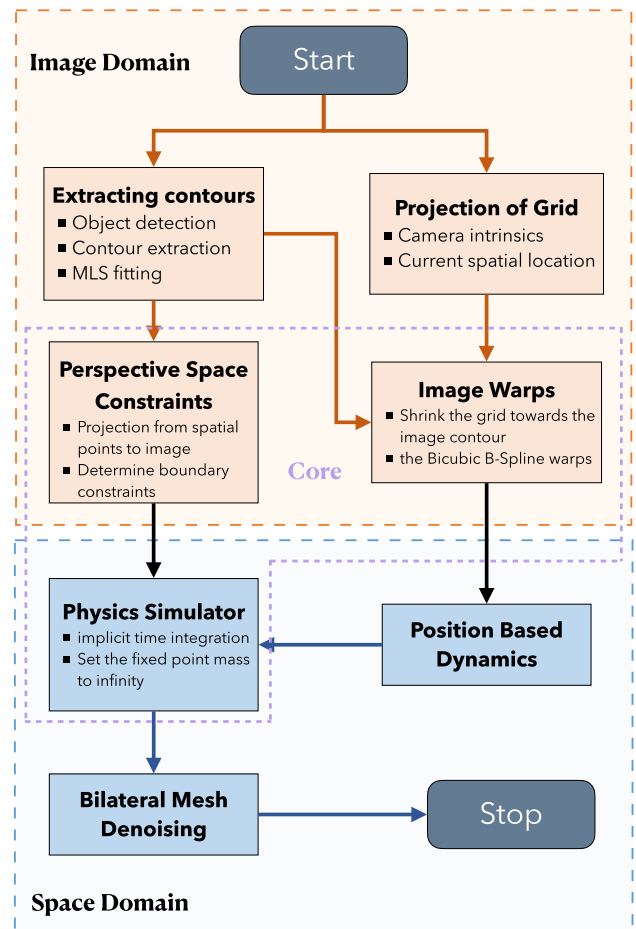 Image Domain
Start
Extracting contours
▪ Object detection
▪ Contour extraction
▪ MLS fitting
Projection of Grid
▪ Camera intrinsics
▪ Current spatial location
Perspective Space
Constraints
▪ Projection from spatial
points to image
▪ Determine boundary
constraints
Image Warps
▪ Shrink the grid towards the
image contour
▪ the Bicubic B-Spline warps
Core
Physics Simulator
▪ implicit time integration
▪ Set the fixed point mass
to infinity
Position Based
Dynamics
Bilateral Mesh
Denoising
Stop
Space Domain